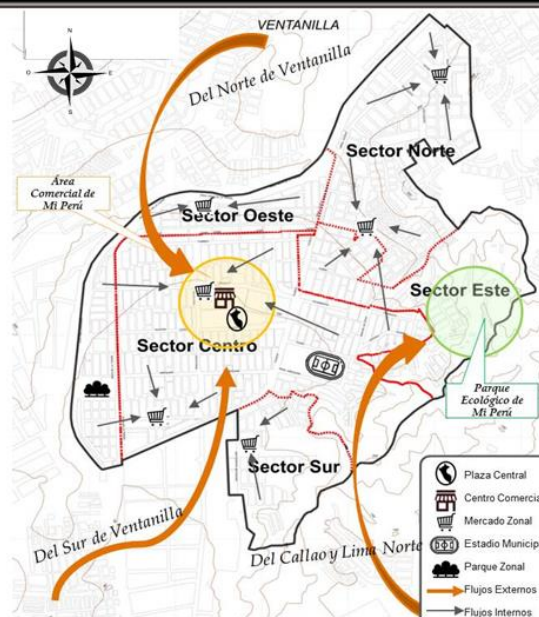 VENTANILLA
Del Norte de Ventanilla
N
O
E
S
Sector Norte
Área
Comercial de
Mi Perú
Sector Oeste
Sector Este
Sector Centro
Parque
Ecológico de
Mi Perú
Sector Sur
Del Sur de Ventanilla
Del Callao y Lima Norte
Plaza Central
Centro Comercia
Mercado Zonal
Estadio Municip
Parque Zonal
Flujos Externos
Flujos Internos